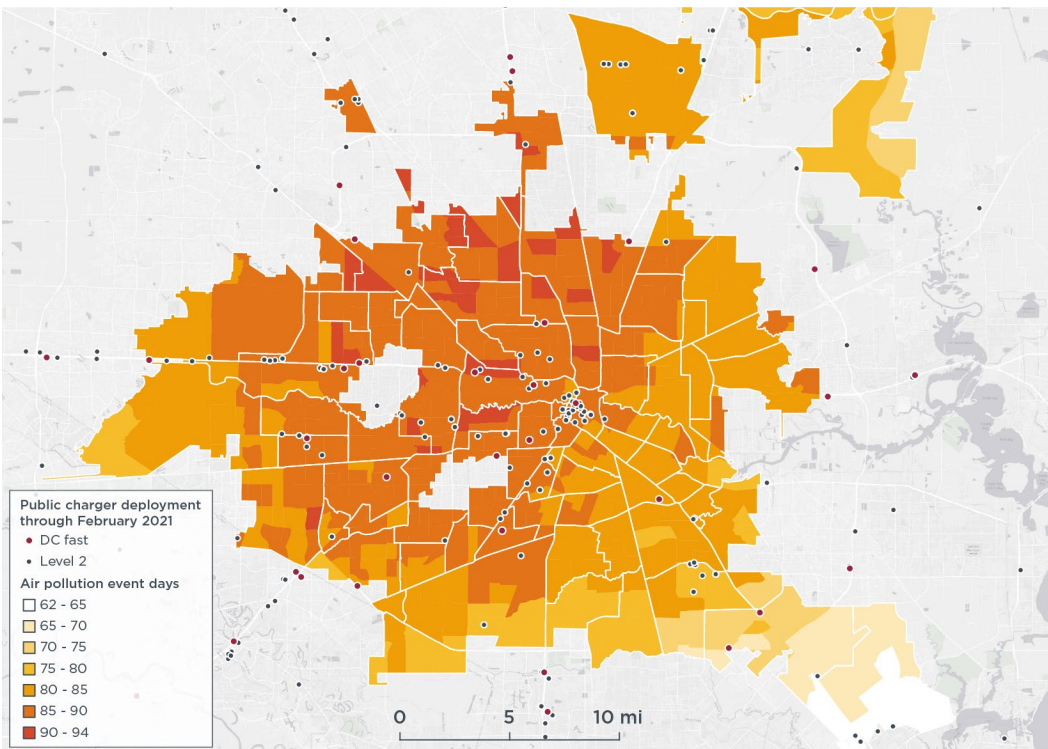 Public charger deployment
through February 2021
DC fast
Level 2
Air pollution event days
62 - 65
65 - 70
70 - 75
75 - 80
80 - 85
85 - 90
90 - 94
0 5 10 mi